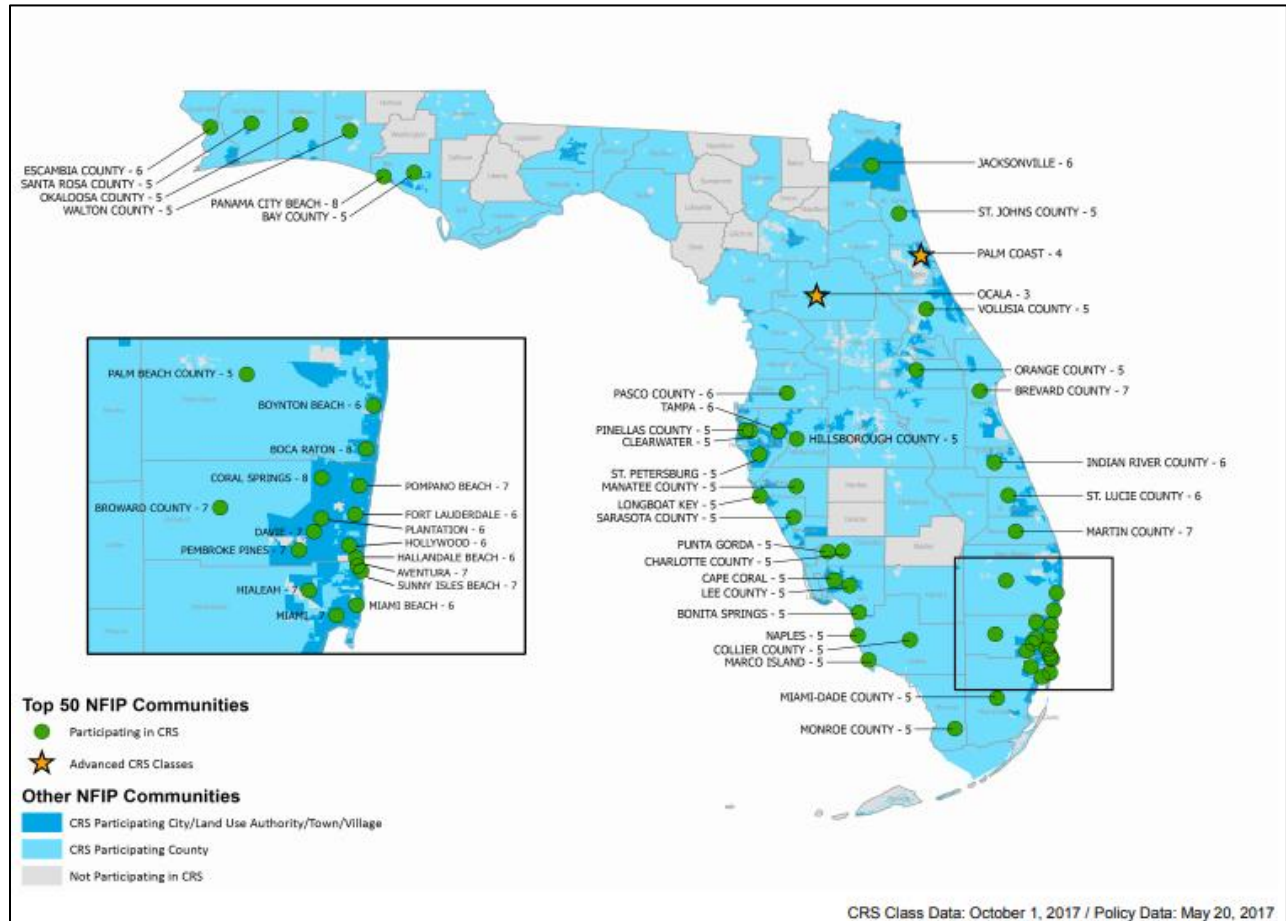 ESCAMBIA COUNTY - 6
SANTA ROSA COUNTY - 5
OKALOOSA COUNTY - 5
WALTON COUNTY - 5
PANAMA CITY BEACH - 8
BAY COUNTY - 5
JACKSONVILLE - 6
ST. JOHNS COUNTY - 5
PALM COAST - 4
OCALA - 3
VOLUSIA COUNTY - 5
ORANGE COUNTY - 5
BREVARD COUNTY - 7
PASCO COUNTY - 6
TAMPA - 6
PINELLAS COUNTY - 5
CLEARWATER - 5
HILLSBOROUGH COUNTY - 5
ST. PETERSBURG - 5
MANATEE COUNTY - 5
LONGBOAT KEY - 5
SARASOTA COUNTY - 5
INDIAN RIVER COUNTY - 6
ST. LUCIE COUNTY - 6
MARTIN COUNTY - 7
PUNTA GORDA - 5
CHARLOTTE COUNTY - 5
CAPE CORAL - 5
LEE COUNTY - 5
BONITA SPRINGS - 5
NAPLES - 5
COLLIER COUNTY - 5
MARCO ISLAND - 5
MIAMI-DADE COUNTY - 5
MONROE COUNTY - 5
PALM BEACH COUNTY - 5
BOYNTON BEACH - 6
BOCA RATON - 8
CORAL SPRINGS - 8
POMPANO BEACH - 7
BROWARD COUNTY - 7
FORT LAUDERDALE - 6
PLANTATION - 6
DAVIE - 7
HOLLYWOOD - 6
PEMBROKE PINES - 7
HALLANDALE BEACH - 6
AVENTURA - 7
SUNNY ISLES BEACH - 7
HIALEAH - 7
MIAMI BEACH - 6
MIAMI - 7
Top 50 NFIP Communities
Participating in CRS
Advanced CRS Classes
Other NFIP Communities
CRS Participating City/Land Use Authority/Town/Village
CRS Participating County
Not Participating in CRS
CRS Class Data: October 1, 2017 / Policy Data: May 20, 2017